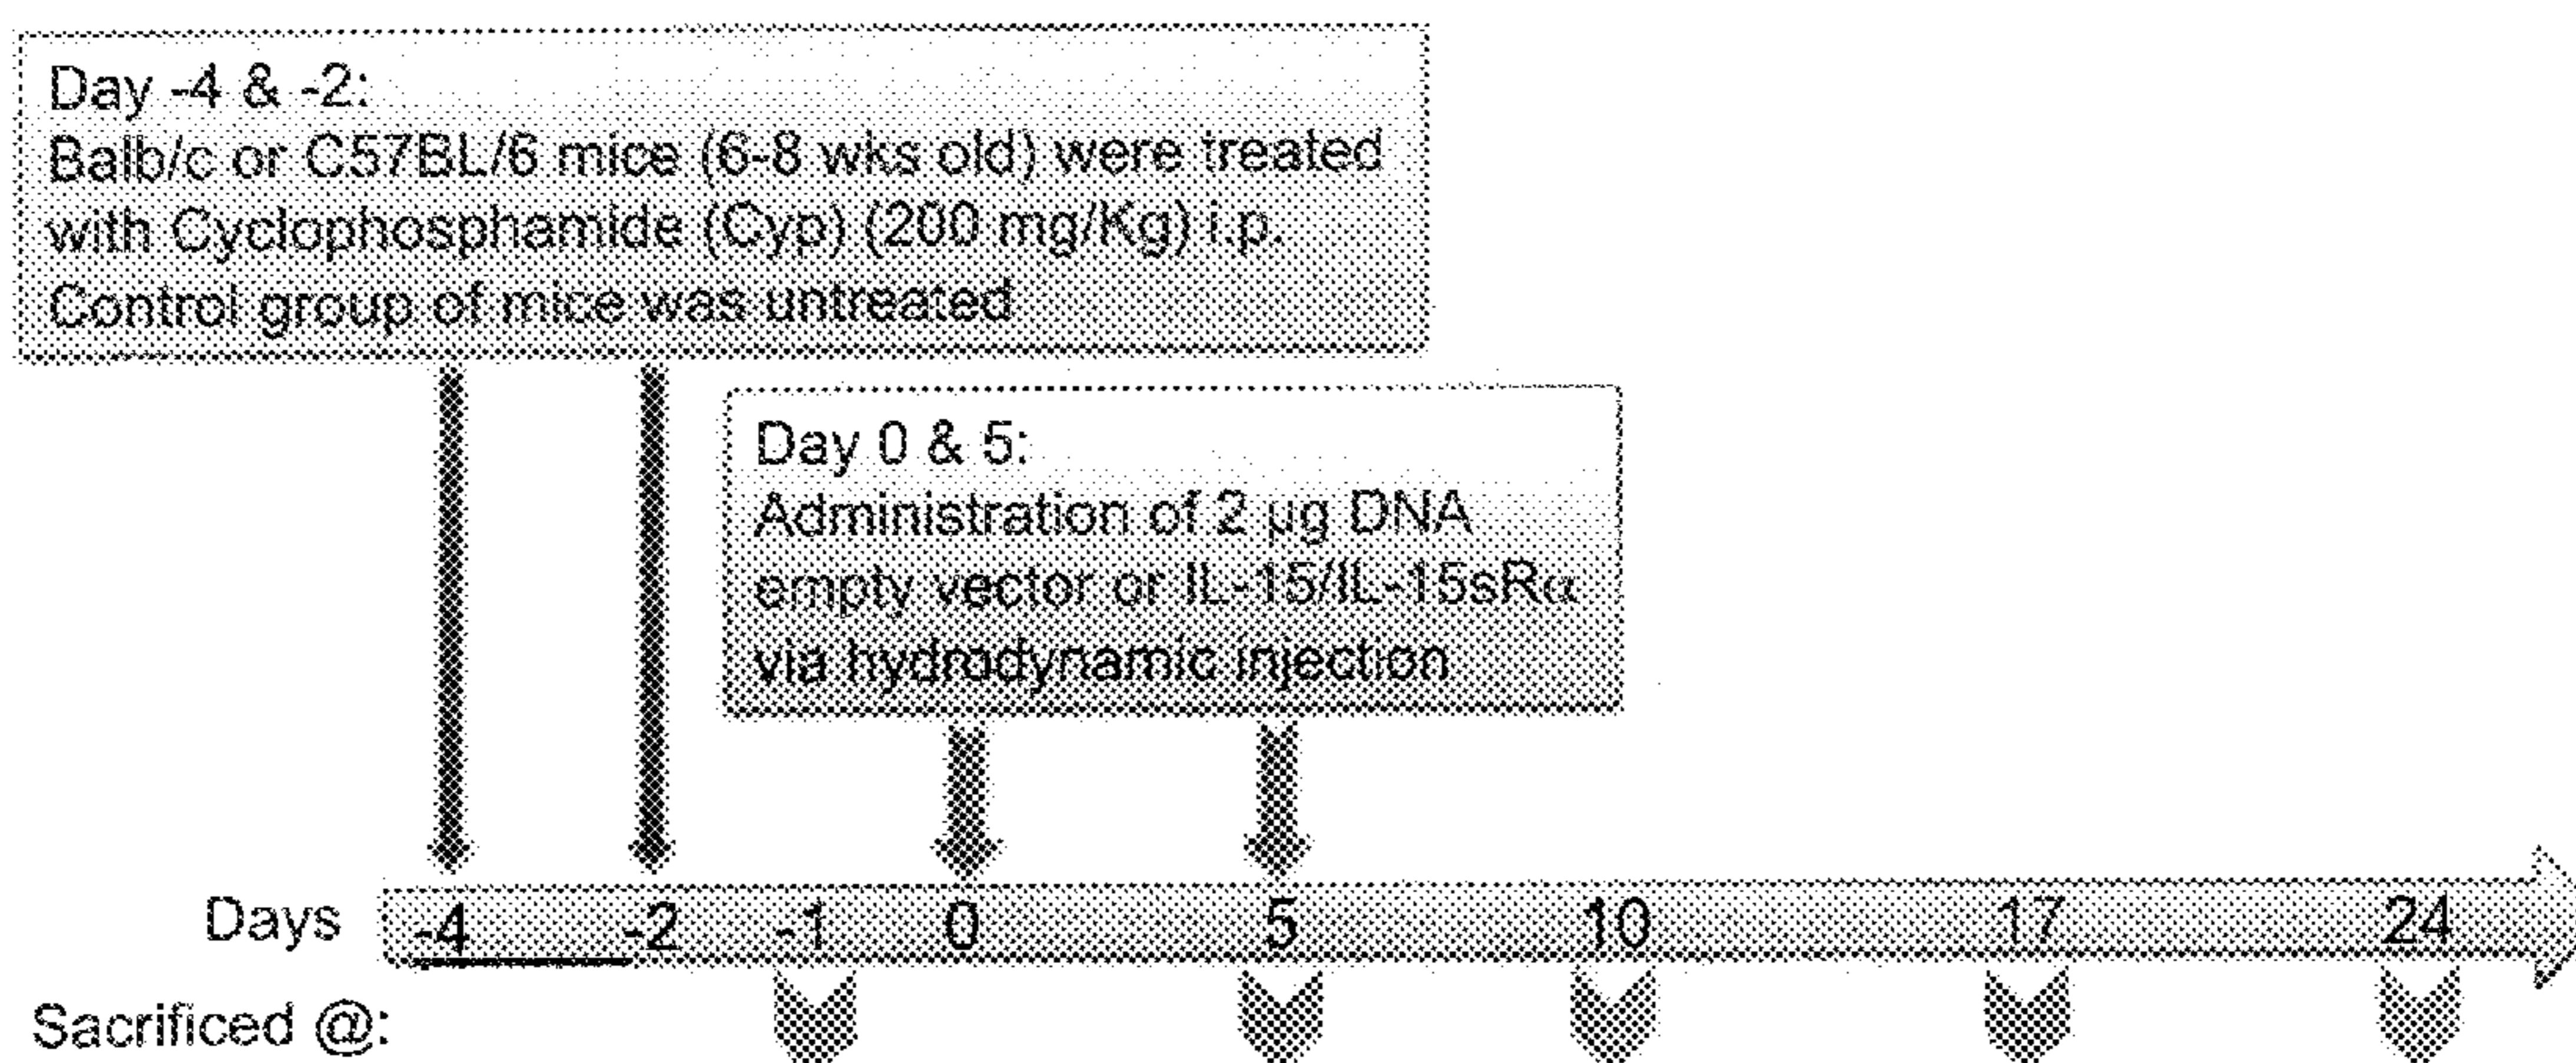 Day -4 & -2:
Balb/c or C57BL/6 mice (6-8 wks old) were treated
with Cyclophosphamide (Cyp) (200 mg/Kg) i.p.
Control group of mice was untreated
Day 0 & 5:
Administration of 2 µg DNA
empty vector or IL-15/IL-15sRα
via hydrodynamic injection
Days -4 -2 -1 0 5 10 17 24
Sacrificed @: